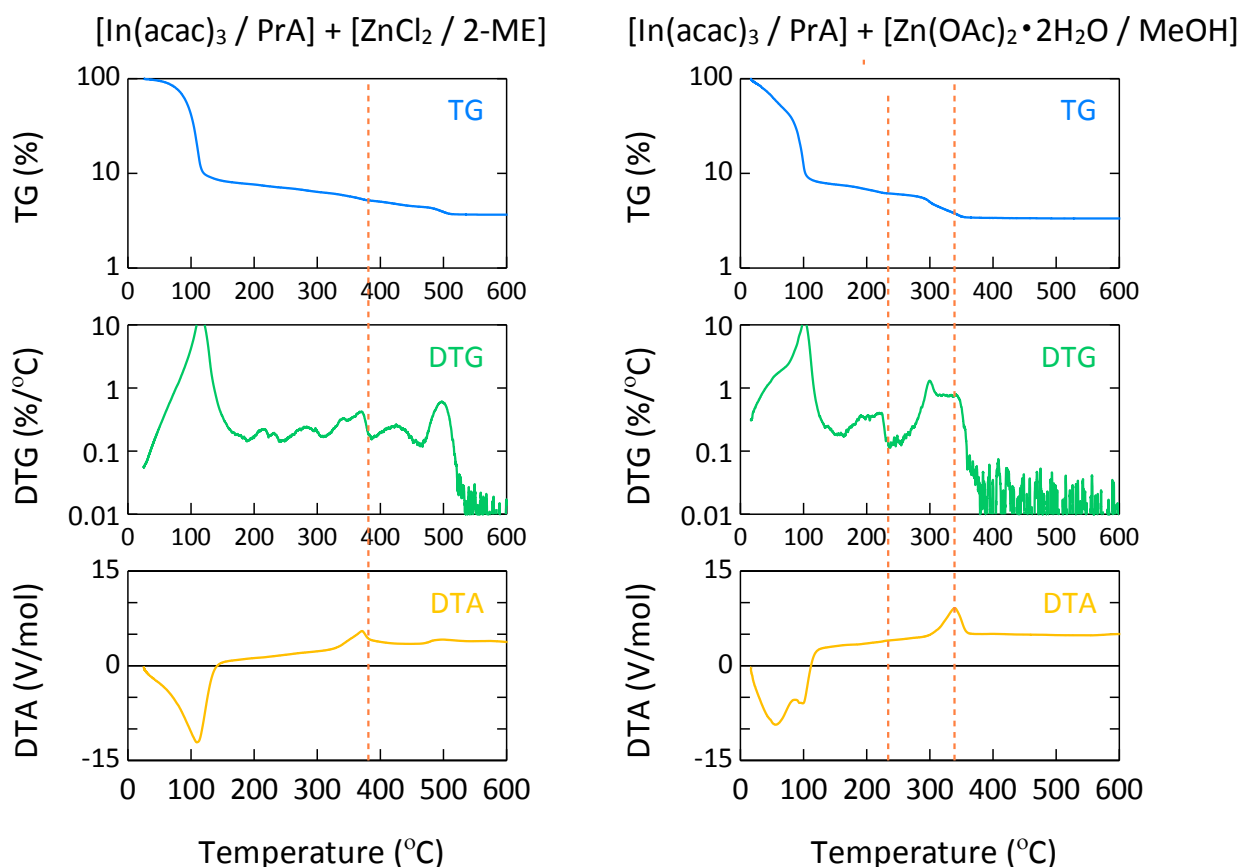 [In(acac)₃ / PrA] + [ZnCl₂ / 2-ME]
TG (%)
100
10
1
TG
0 100 200 300 400 500 600
DTG (%/°C)
10
1
0.1
0.01
DTG
0 100 200 300 400 500 600
DTA (V/mol)
15
0
-15
DTA
0 100 200 300 400 500 600
Temperature (°C)
[In(acac)₃ / PrA] + [Zn(OAc)₂•2H₂O / MeOH]
TG (%)
100
10
1
TG
0 100 200 300 400 500 600
DTG (%/°C)
10
1
0.1
0.01
DTG
0 100 200 300 400 500 600
DTA (V/mol)
15
0
-15
DTA
0 100 200 300 400 500 600
Temperature (°C)